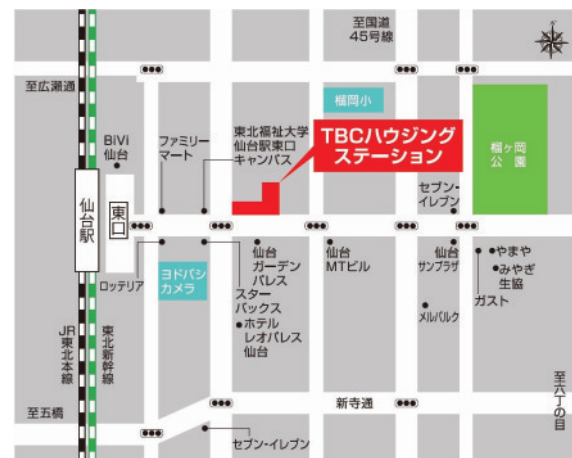 至国道
45号線
至広瀬通
榴岡小
BiVi
仙台
ファミリー
マート
東北福祉大学
仙台駅東口
キャンパス
TBCハウジング
ステーション
榴ヶ岡
公園
セブン-
イレブン
仙台駅
東口
ロッテリア
ヨドバシ
カメラ
スター
バックス
ホテル
レオパレス
仙台
仙台
ガーデン
パレス
仙台
MTビル
仙台
サンプラザ
メルパルク
やまや
みやぎ
生協
ガスト
JR東北本線
東北新幹線
至五橋
新寺通
セブン-イレブン
至六丁の目